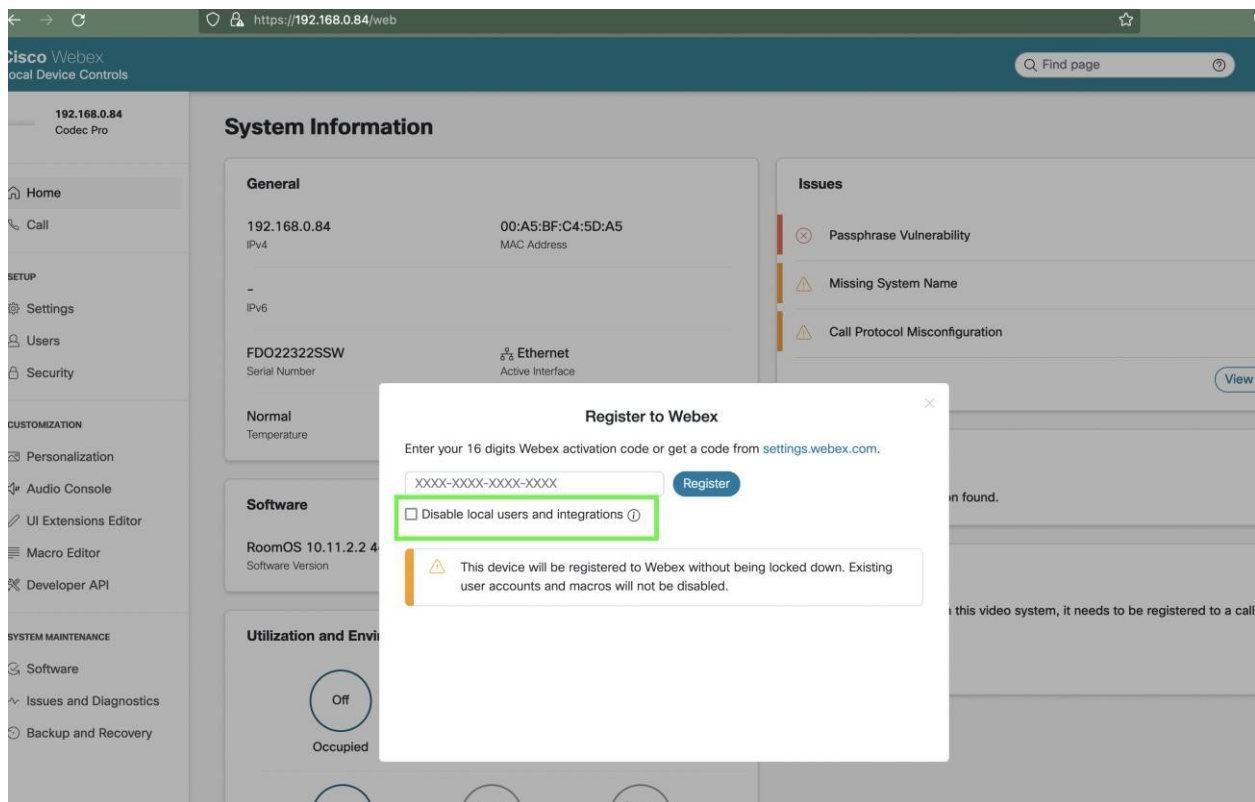 https://192.168.0.84/web
Cisco Webex
Local Device Controls
Find page
192.168.0.84
Codec Pro
Home
Call
SETUP
Settings
Users
Security
CUSTOMIZATION
Personalization
Audio Console
UI Extensions Editor
Macro Editor
Developer API
SYSTEM MAINTENANCE
Software
Issues and Diagnostics
Backup and Recovery
System Information
General
192.168.0.84
IPv4
00:A5:BF:C4:5D:A5
MAC Address
-
IPv6
FDO22322SSW
Serial Number
Ethernet
Active Interface
Normal
Temperature
Software
RoomOS 10.11.2.2 4
Software Version
Utilization and Envi
Off
Occupied
Issues
Passphrase Vulnerability
Missing System Name
Call Protocol Misconfiguration
View
n found.
this video system, it needs to be registered to a call
Register to Webex
Enter your 16 digits Webex activation code or get a code from settings.webex.com.
XXXX-XXXX-XXXX-XXXX
Register
Disable local users and integrations
This device will be registered to Webex without being locked down. Existing
user accounts and macros will not be disabled.